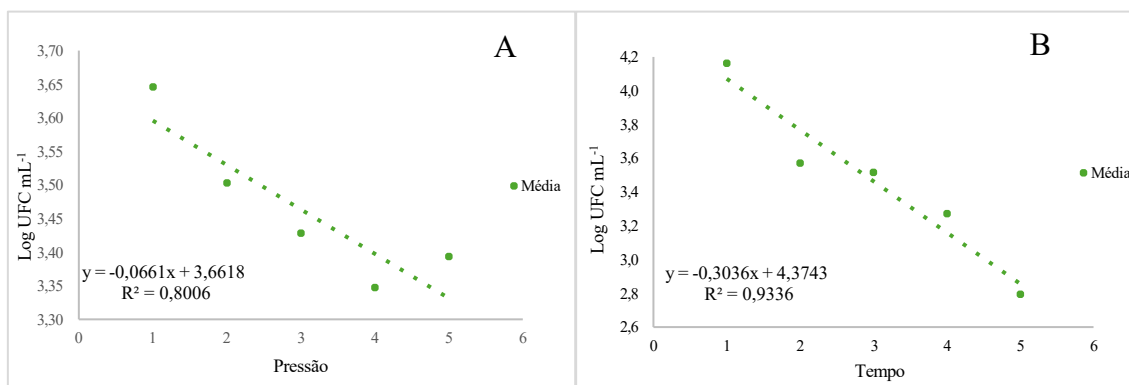 A
3,70
3,65
3,60
3,55
3,50
3,45
3,40
3,35
3,30
Log UFC mL⁻¹
Média
y = -0,0661x + 3,6618
R² = 0,8006
0 1 2 3 4 5 6
Pressão
B
4,2
4,0
3,8
3,6
3,4
3,2
3,0
2,8
2,6
Log UFC mL⁻¹
Média
y = -0,3036x + 4,3743
R² = 0,9336
0 1 2 3 4 5 6
Tempo